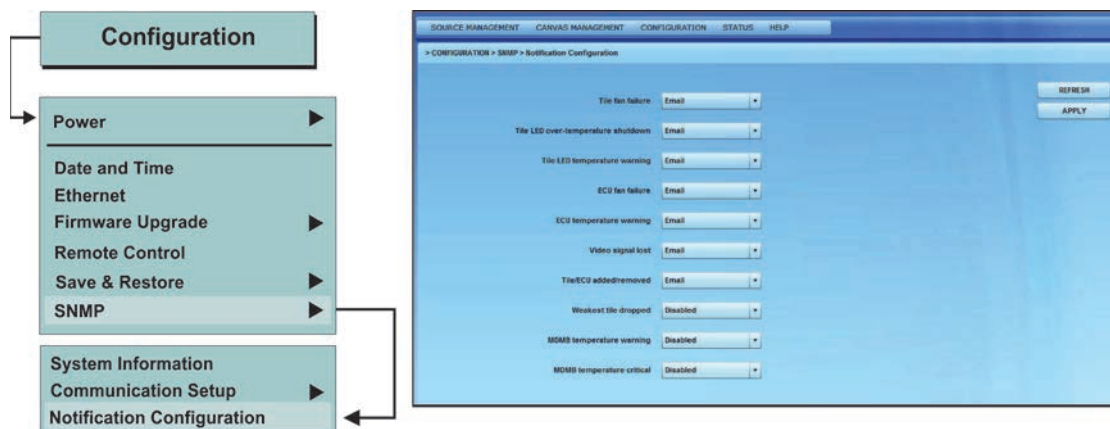 Configuration
Power
Date and Time
Ethernet
Firmware Upgrade
Remote Control
Save & Restore
SNMP
System Information
Communication Setup
Notification Configuration
SOURCE MANAGEMENT CANVAS MANAGEMENT CONFIGURATION STATUS HELP
> CONFIGURATION > SNMP > Notification Configuration
REFRESH
APPLY
Tile fan failure Email
Tile LED over-temperature shutdown Email
Tile LED temperature warning Email
ECU fan failure Email
ECU temperature warning Email
Video signal lost Email
Tile/ECU added/removed Email
Weakest tile dropped Disabled
MDMB temperature warning Disabled
MDMB temperature critical Disabled